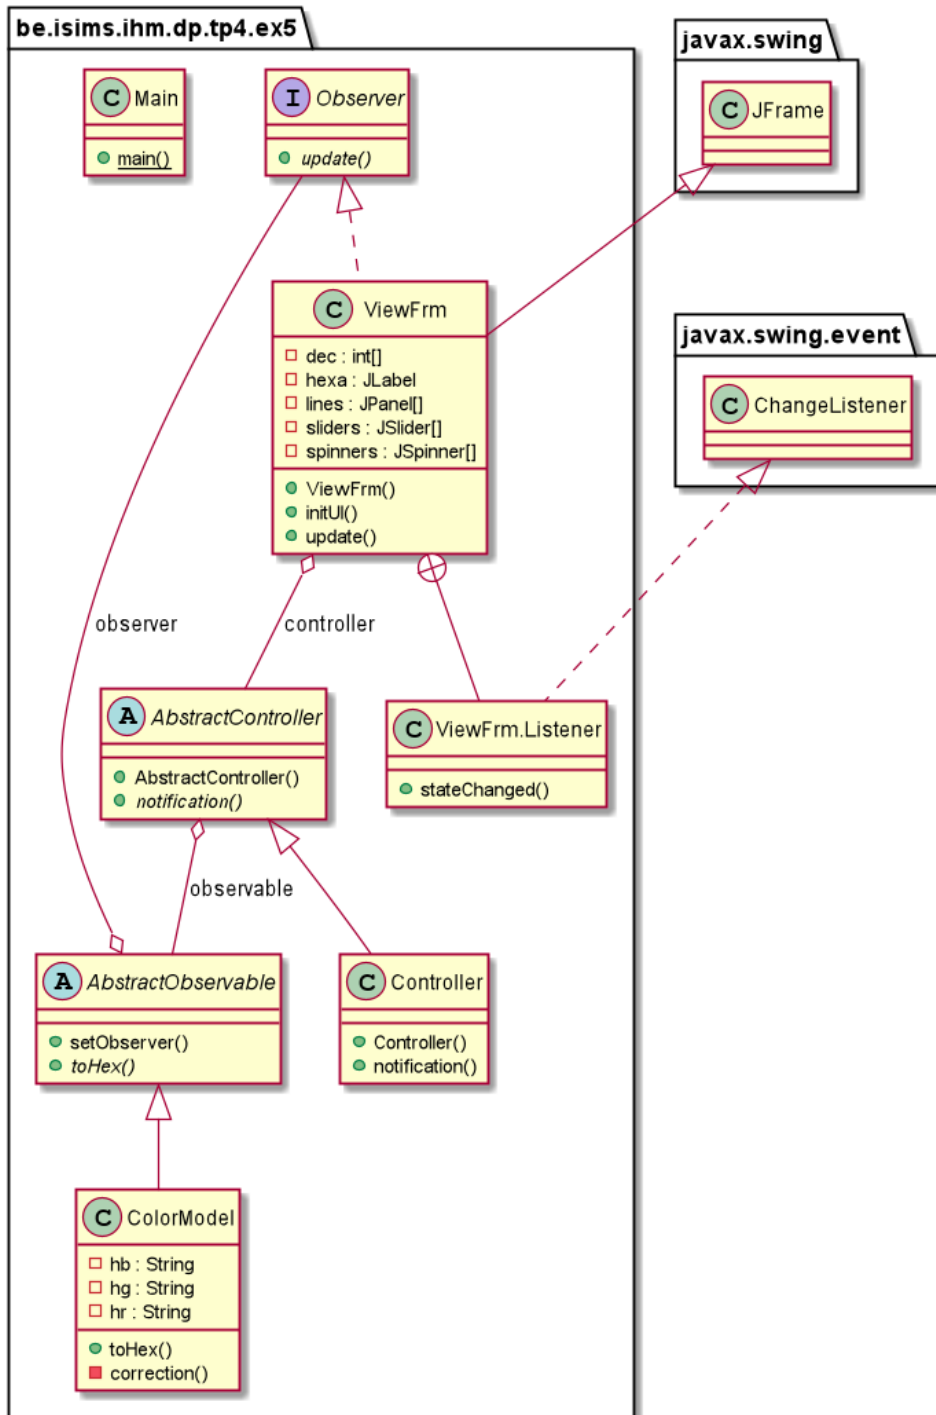 be.isims.ihm.dp.tp4.ex5
C Main
main()
I Observer
update()
javax.swing
C JFrame
C ViewFrm
dec : int[]
hexa : JLabel
lines : JPanel[]
sliders : JSlider[]
spinners : JSpinner[]
ViewFrm()
initUI()
update()
javax.swing.event
C ChangeListener
observer
controller
A AbstractController
AbstractController()
notification()
C ViewFrm.Listener
stateChanged()
observable
A AbstractObservable
setObserver()
toHex()
C Controller
Controller()
notification()
C ColorModel
hb : String
hg : String
hr : String
toHex()
correction()